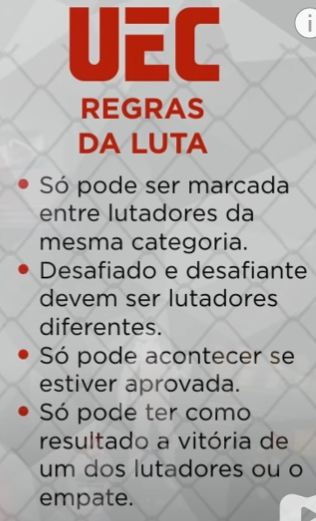 UEC
REGRAS
DA LUTA
• Só pode ser marcada
entre lutadores da
mesma categoria.
• Desafiado e desafiante
devem ser lutadores
diferentes.
• Só pode acontecer se
estiver aprovada.
• Só pode ter como
resultado a vitória de
um dos lutadores ou o
empate.